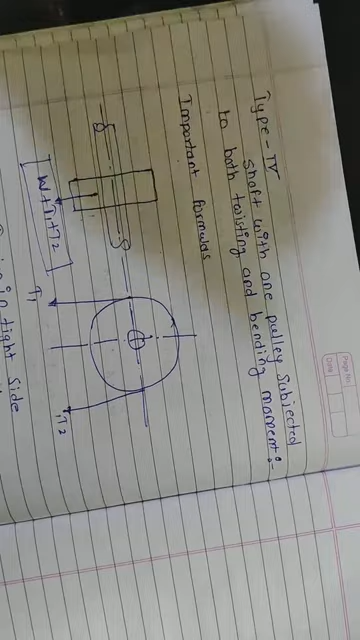 Page No.
Date
Type-IV
Shaft with one pulley subjected
to both twisting and bending moment:-
Important formulas
W+T1+T2
T1
T2
tight side